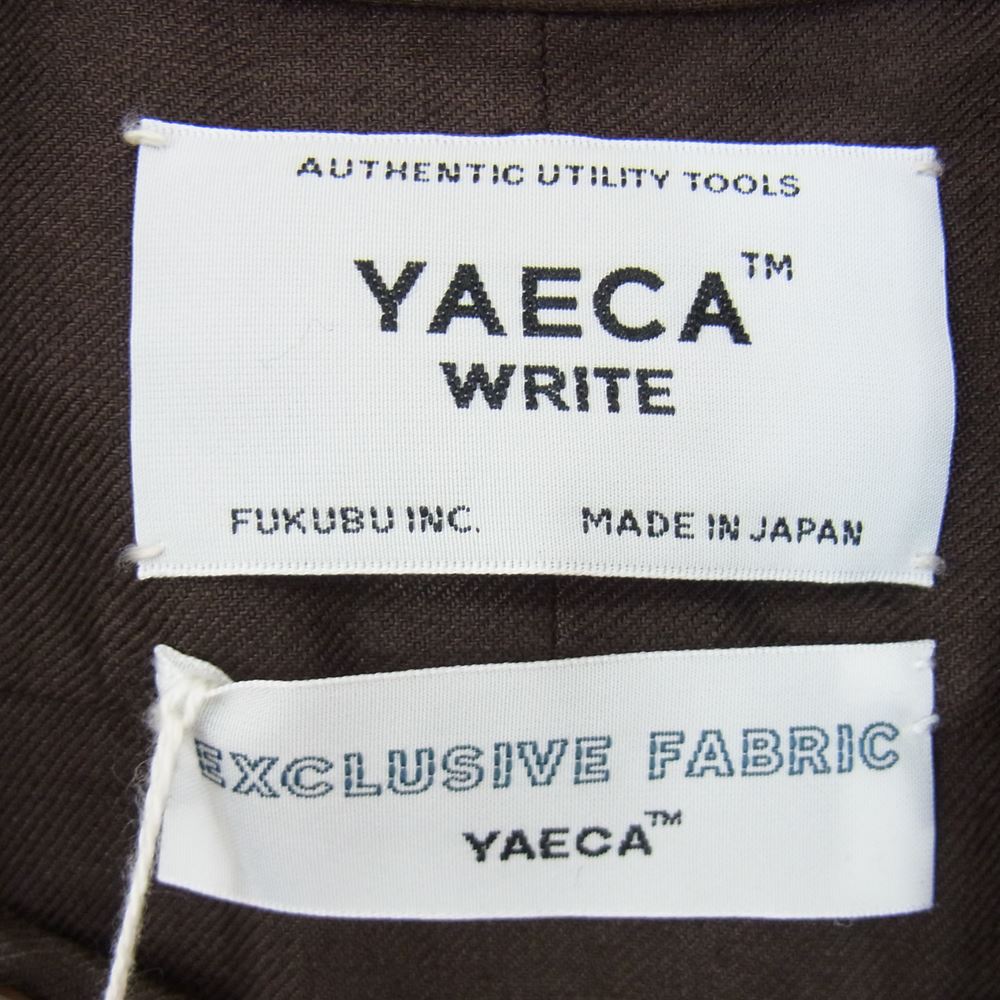 AUTHENTIC UTILITY TOOLS
YAECA™
WRITE
FUKUBU INC. MADE IN JAPAN
EXCLUSIVE FABRIC
YAECA™